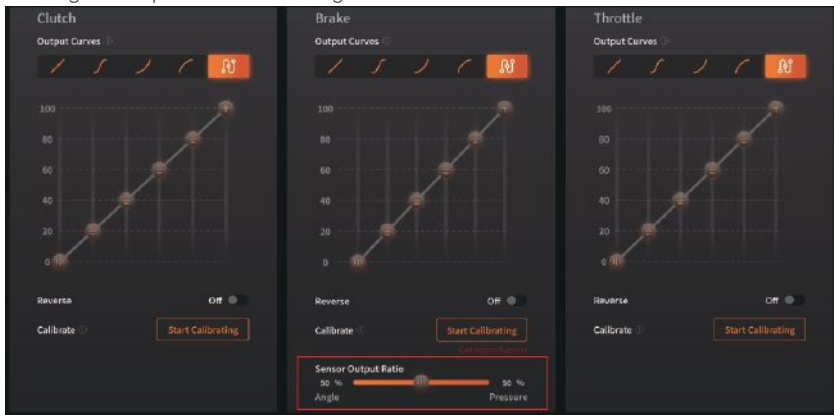 Clutch
Output Curves
100
80
60
40
20
0
Reverse Off
Calibrate Start Calibrating
Brake
Output Curves
100
80
60
40
20
0
Reverse Off
Calibrate Start Calibrating
Sensor Output Ratio
50 % 50 %
Angle Pressure
Throttle
Output Curves
100
80
60
40
20
0
Reverse Off
Calibrate Start Calibrating